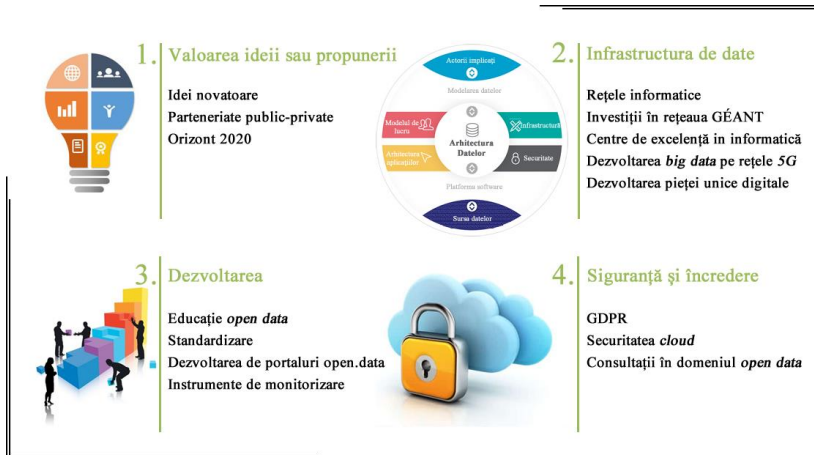 1. Valoarea ideii sau propunerii
Idei novatoare
Parteneriate public-private
Orizont 2020
Actorii implicați
Modelarea datelor
Modelul de lucru
Infrastructură
Arhitectura Datelor
Arhitectura aplicațiilor
Securitate
Platforma software
Sursa datelor
2. Infrastructura de date
Rețele informatice
Investiții în rețeaua GÉANT
Centre de excelență in informatică
Dezvoltarea big data pe rețele 5G
Dezvoltarea pieței unice digitale
3. Dezvoltarea
Educație open data
Standardizare
Dezvoltarea de portaluri open.data
Instrumente de monitorizare
4. Siguranță și încredere
GDPR
Securitatea cloud
Consultații în domeniul open data